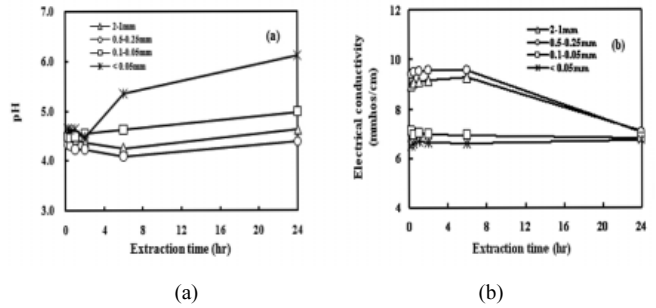 6.0
5.0
4.0
3.0
pH
(a)
2-1mm
0.5-0.25mm
0.1-0.05mm
< 0.05mm
0 4 8 12 16 20 24
Extraction time (hr)
(a)
12
10
8
6
4
Electrical conductivity
(mmhos/cm)
(b)
2-1mm
0.5-0.25mm
0.1-0.05mm
< 0.05mm
0 4 8 12 16 20 24
Extraction time (hr)
(b)